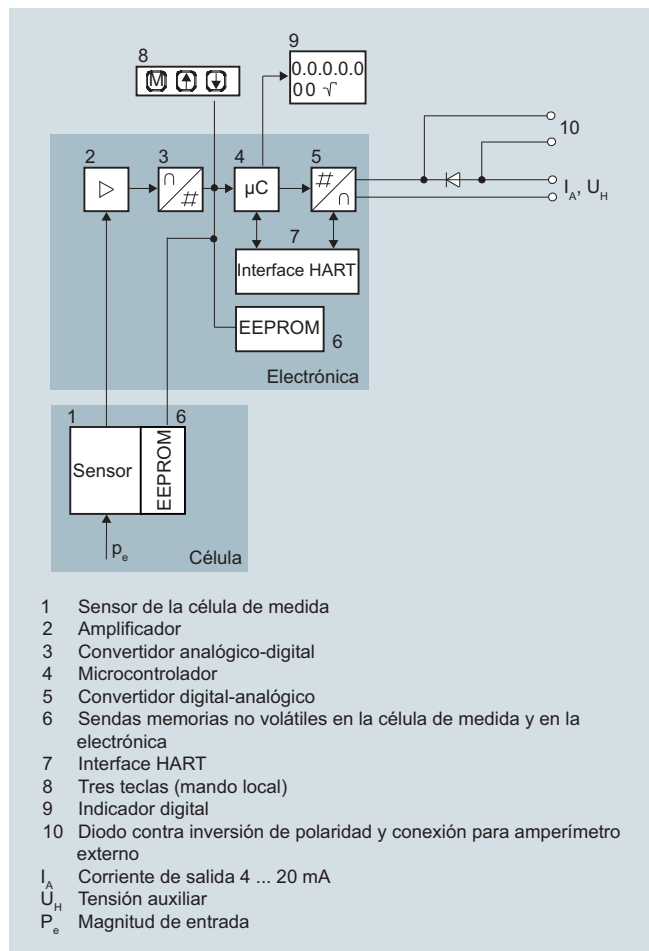 8
M
9
0.0.0.0.0
00 √
10
2
3
4
5
∩
#
µC
#
∩
I_A, U_H
7
Interface HART
EEPROM
6
Electrónica
1
6
Sensor
EEPROM
p_e
Célula
1 Sensor de la célula de medida
2 Amplificador
3 Convertidor analógico-digital
4 Microcontrolador
5 Convertidor digital-analógico
6 Sendas memorias no volátiles en la célula de medida y en la
electrónica
7 Interface HART
8 Tres teclas (mando local)
9 Indicador digital
10 Diodo contra inversión de polaridad y conexión para amperímetro
externo
I_A Corriente de salida 4 ... 20 mA
U_H Tensión auxiliar
P_e Magnitud de entrada